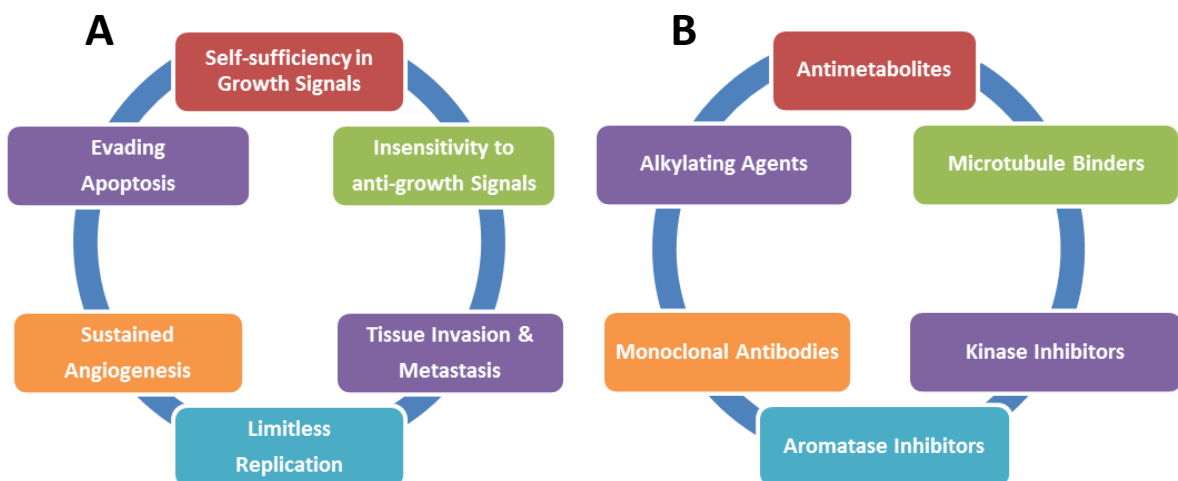 A
Self-sufficiency in
Growth Signals
Insensitivity to
anti-growth Signals
Tissue Invasion &
Metastasis
Limitless
Replication
Sustained
Angiogenesis
Evading
Apoptosis
B
Antimetabolites
Microtubule Binders
Kinase Inhibitors
Aromatase Inhibitors
Monoclonal Antibodies
Alkylating Agents